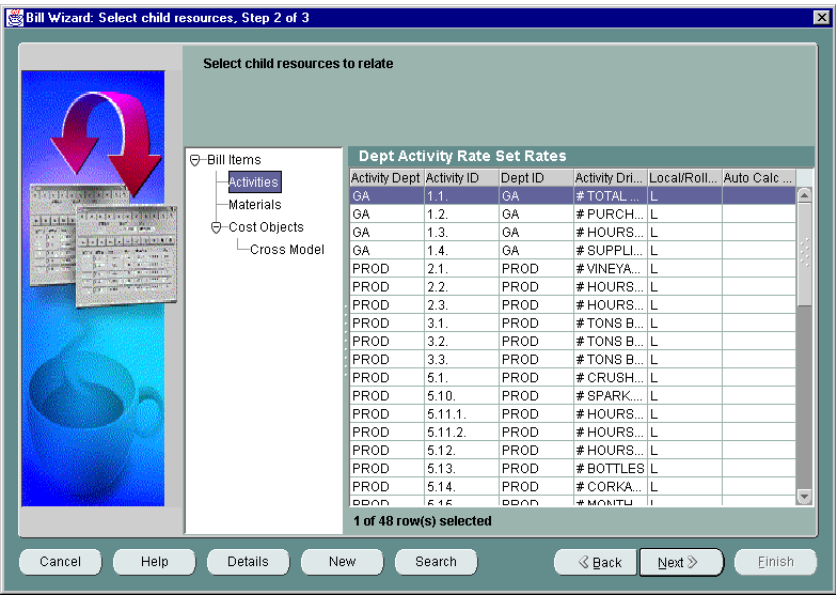 Bill Wizard: Select child resources, Step 2 of 3
Select child resources to relate
Bill Items
Activities
Materials
Cost Objects
Cross Model
Dept Activity Rate Set Rates
Activity Dept Activity ID Dept ID Activity Dri... Local/Roll... Auto Calc ...
GA 1.1. GA # TOTAL ... L
GA 1.2. GA # PURCH... L
GA 1.3. GA # HOURS... L
GA 1.4. GA # SUPPLI... L
PROD 2.1. PROD # VINEYA... L
PROD 2.2. PROD # HOURS... L
PROD 2.3. PROD # HOURS... L
PROD 3.1. PROD # TONS B... L
PROD 3.2. PROD # TONS B... L
PROD 3.3. PROD # TONS B... L
PROD 5.1. PROD # CRUSH... L
PROD 5.10. PROD # SPARK.... L
PROD 5.11.1. PROD # HOURS... L
PROD 5.11.2. PROD # HOURS... L
PROD 5.12. PROD # HOURS... L
PROD 5.13. PROD # BOTTLES L
PROD 5.14. PROD # CORKA... L
PROD 5.15. PROD # MONTH... L
1 of 48 row(s) selected
Cancel Help Details New Search Back Next Finish